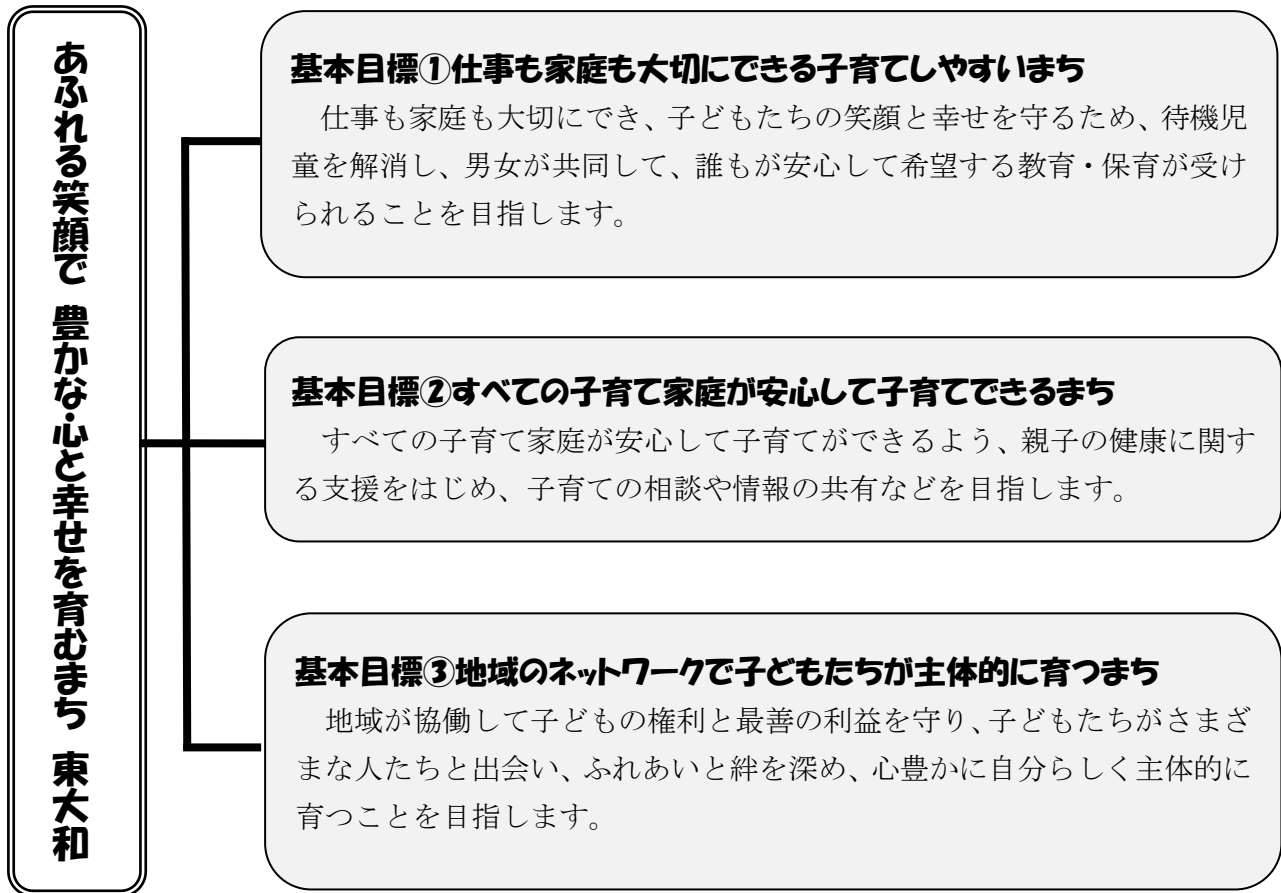 あふれる笑顔で 豊かな心と幸せを育むまち 東大和
基本目標①仕事も家庭も大切にできる子育てしやすいまち
仕事も家庭も大切にでき、子どもたちの笑顔と幸せを守るため、待機児
童を解消し、男女が共同して、誰もが安心して希望する教育・保育が受け
られることを目指します。
基本目標②すべての子育て家庭が安心して子育てできるまち
すべての子育て家庭が安心して子育てができるよう、親子の健康に関す
る支援をはじめ、子育ての相談や情報の共有などを目指します。
基本目標③地域のネットワークで子どもたちが主体的に育つまち
地域が協働して子どもの権利と最善の利益を守り、子どもたちがさまざ
まな人たちと出会い、ふれあいと絆を深め、心豊かに自分らしく主体的に
育つことを目指します。